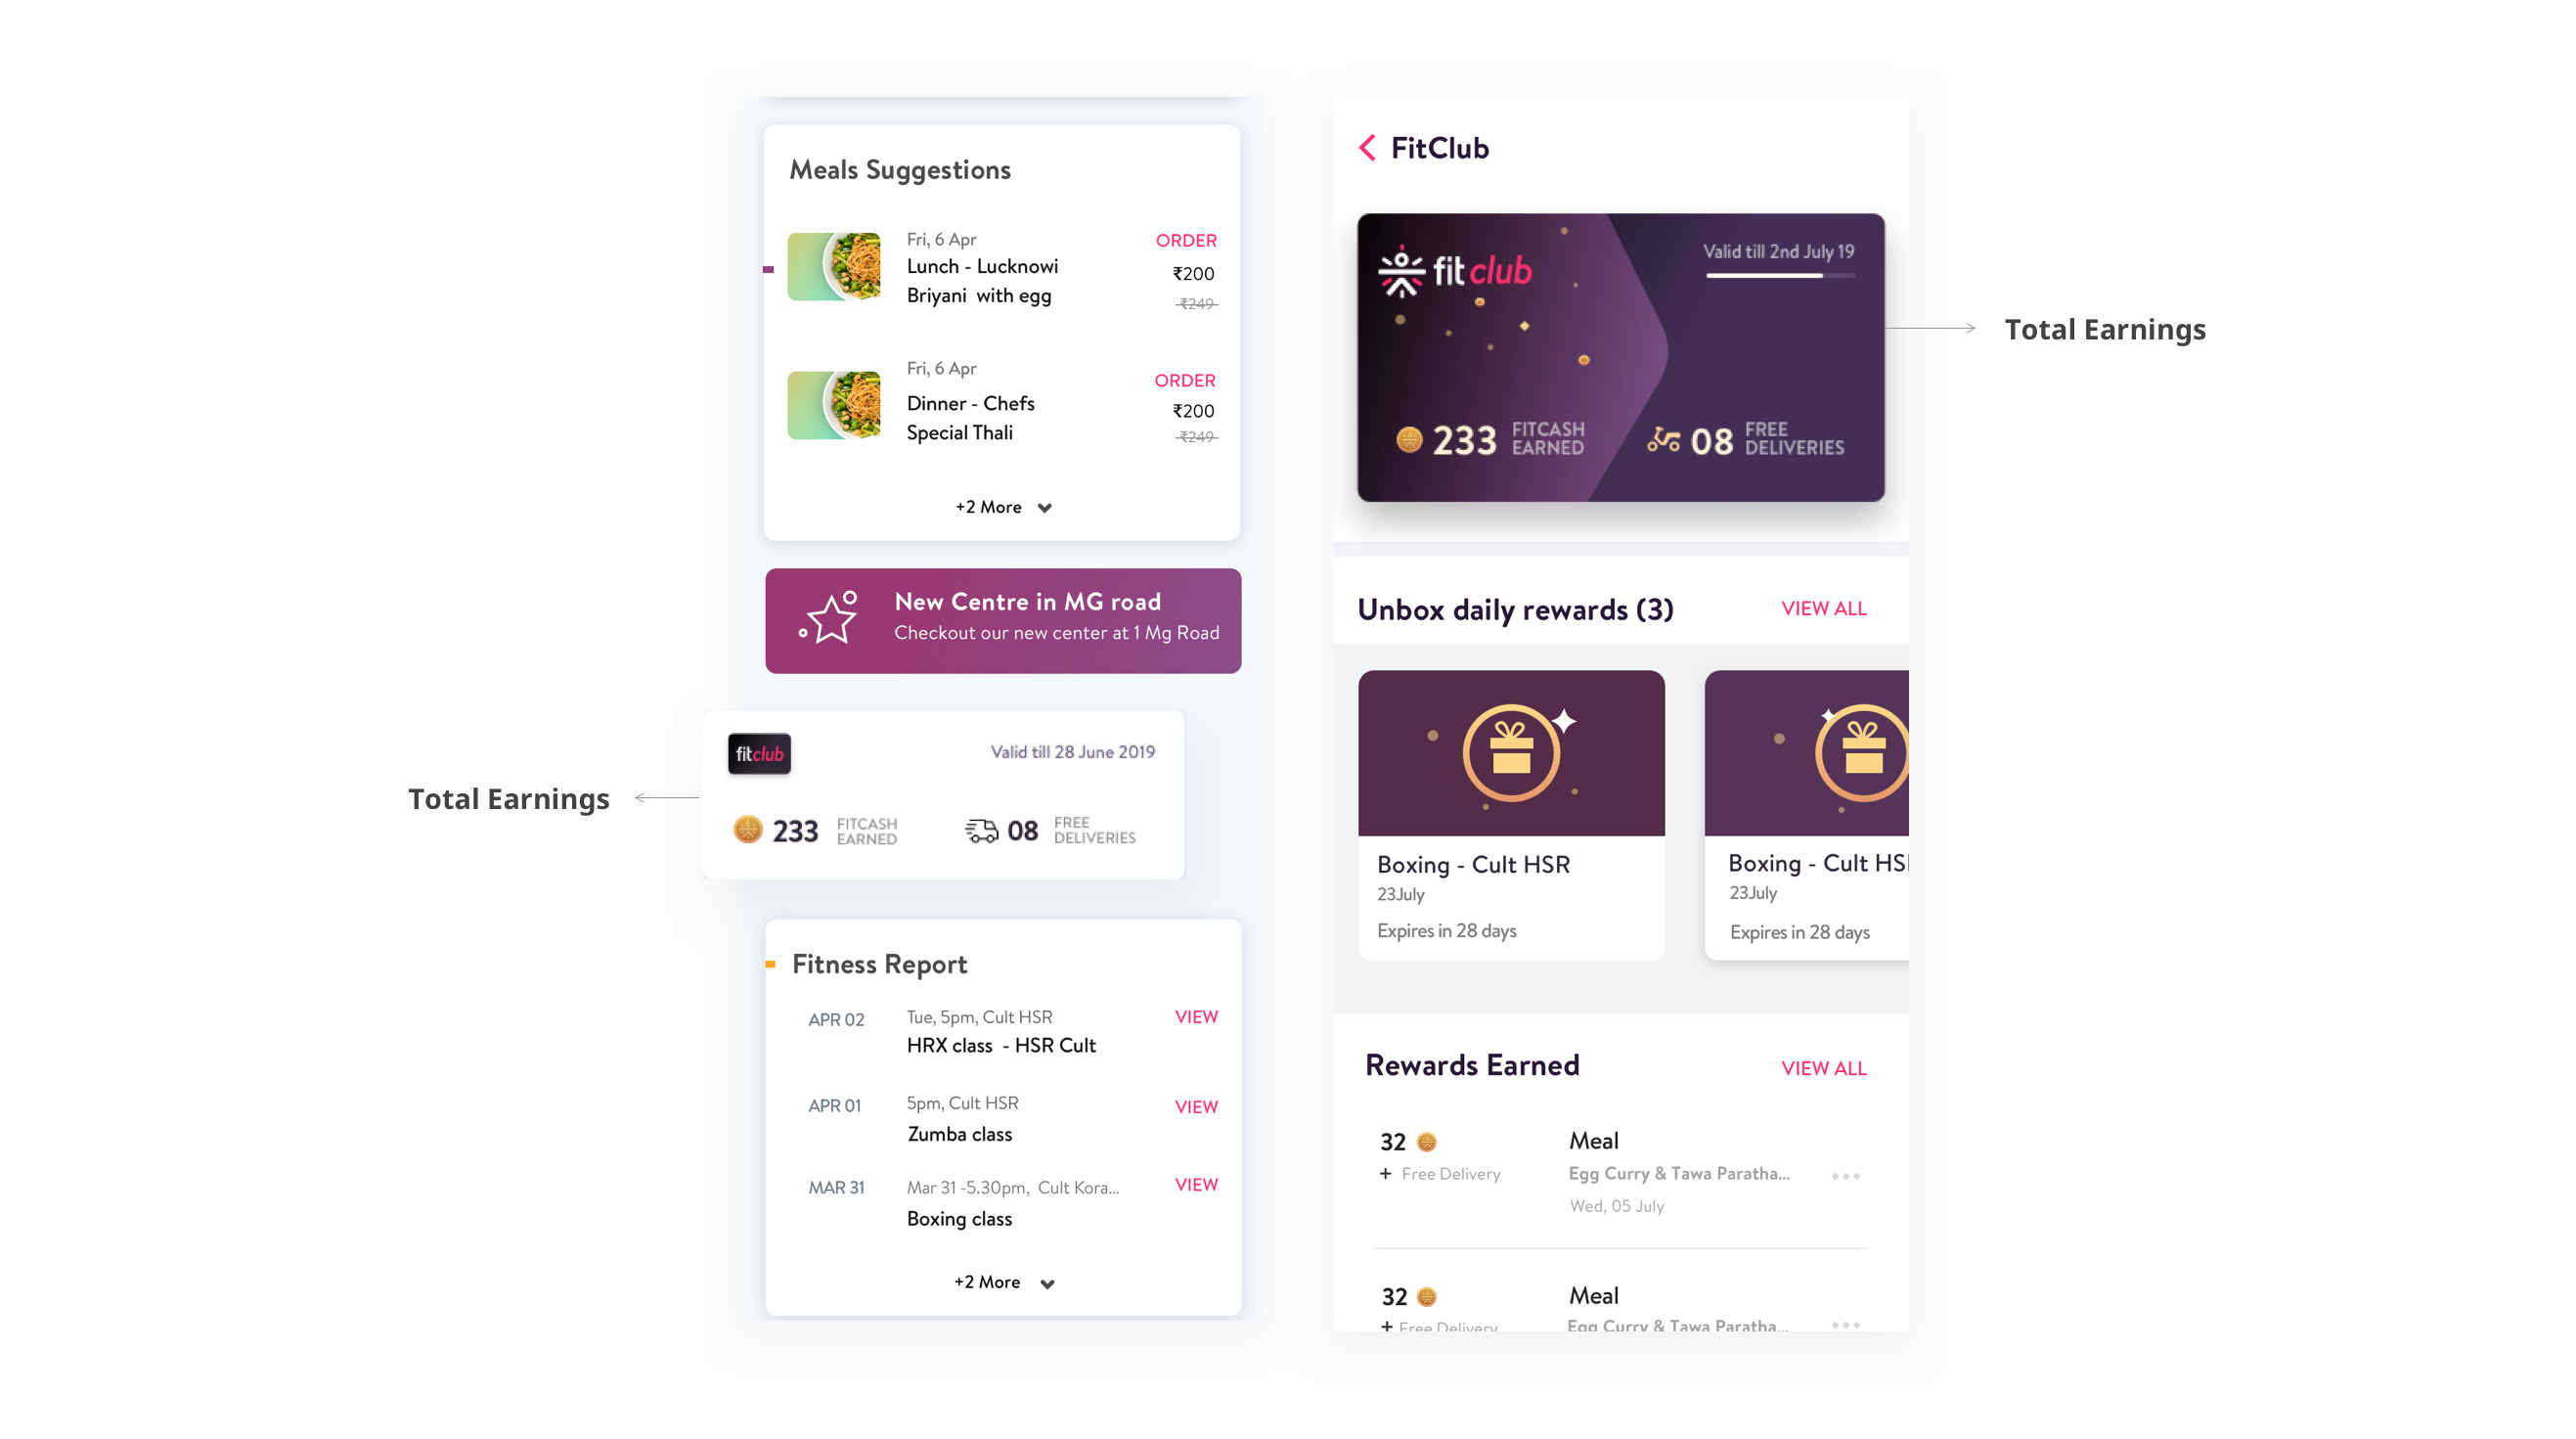 Meals Suggestions
Fri, 6 Apr
ORDER
Lunch - Lucknowi
₹200
Briyani with egg
₹249
Fri, 6 Apr
ORDER
Dinner - Chefs
₹200
Special Thali
₹249
+2 More
New Centre in MG road
Checkout our new center at 1 Mg Road
Total Earnings
fitclub
Valid till 28 June 2019
233
FITCASH
EARNED
08
FREE
DELIVERIES
Fitness Report
APR 02
Tue, 5pm, Cult HSR
VIEW
HRX class - HSR Cult
APR 01
5pm, Cult HSR
VIEW
Zumba class
MAR 31
Mar 31 -5.30pm, Cult Kora...
VIEW
Boxing class
+2 More
FitClub
fitclub
Valid till 2nd July 19
233
FITCASH
EARNED
08
FREE
DELIVERIES
Total Earnings
Unbox daily rewards (3)
VIEW ALL
Boxing - Cult HSR
23July
Expires in 28 days
Boxing - Cult HSR
23July
Expires in 28 days
Rewards Earned
VIEW ALL
32
Meal
+ Free Delivery
Egg Curry & Tawa Paratha...
Wed, 05 July
32
Meal
+ Free Delivery
Egg Curry & Tawa Paratha...